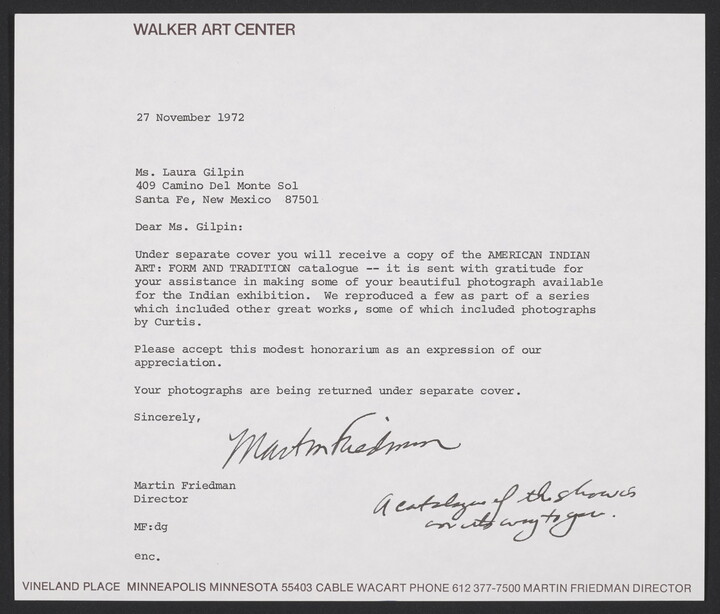 WALKER ART CENTER
27 November 1972
Ms. Laura Gilpin
409 Camino Del Monte Sol
Santa Fe, New Mexico 87501
Dear Ms. Gilpin:
Under separate cover you will receive a copy of the AMERICAN INDIAN
ART: FORM AND TRADITION catalogue -- it is sent with gratitude for
your assistance in making some of your beautiful photograph available
for the Indian exhibition. We reproduced a few as part of a series
which included other great works, some of which included photographs
by Curtis.
Please accept this modest honorarium as an expression of our
appreciation.
Your photographs are being returned under separate cover.
Sincerely,
Martin Friedman
Martin Friedman
Director
A catalogue of the show is
on its way to you.
MF:dg
enc.
VINELAND PLACE MINNEAPOLIS MINNESOTA 55403 CABLE WACART PHONE 612 377-7500 MARTIN FRIEDMAN DIRECTOR